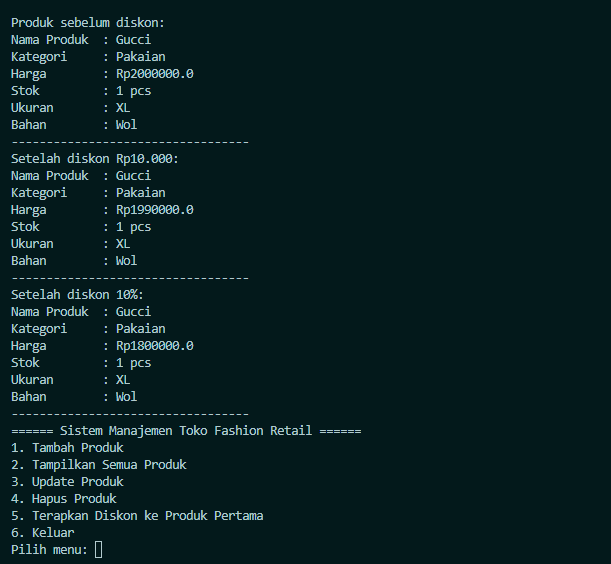 Produk sebelum diskon:
Nama Produk  : Gucci
Kategori     : Pakaian
Harga        : Rp2000000.0
Stok         : 1 pcs
Ukuran       : XL
Bahan        : Wol
----------------------------------
Setelah diskon Rp10.000:
Nama Produk  : Gucci
Kategori     : Pakaian
Harga        : Rp1990000.0
Stok         : 1 pcs
Ukuran       : XL
Bahan        : Wol
----------------------------------
Setelah diskon 10%:
Nama Produk  : Gucci
Kategori     : Pakaian
Harga        : Rp1800000.0
Stok         : 1 pcs
Ukuran       : XL
Bahan        : Wol
----------------------------------
====== Sistem Manajemen Toko Fashion Retail ======
1. Tambah Produk
2. Tampilkan Semua Produk
3. Update Produk
4. Hapus Produk
5. Terapkan Diskon ke Produk Pertama
6. Keluar
Pilih menu: